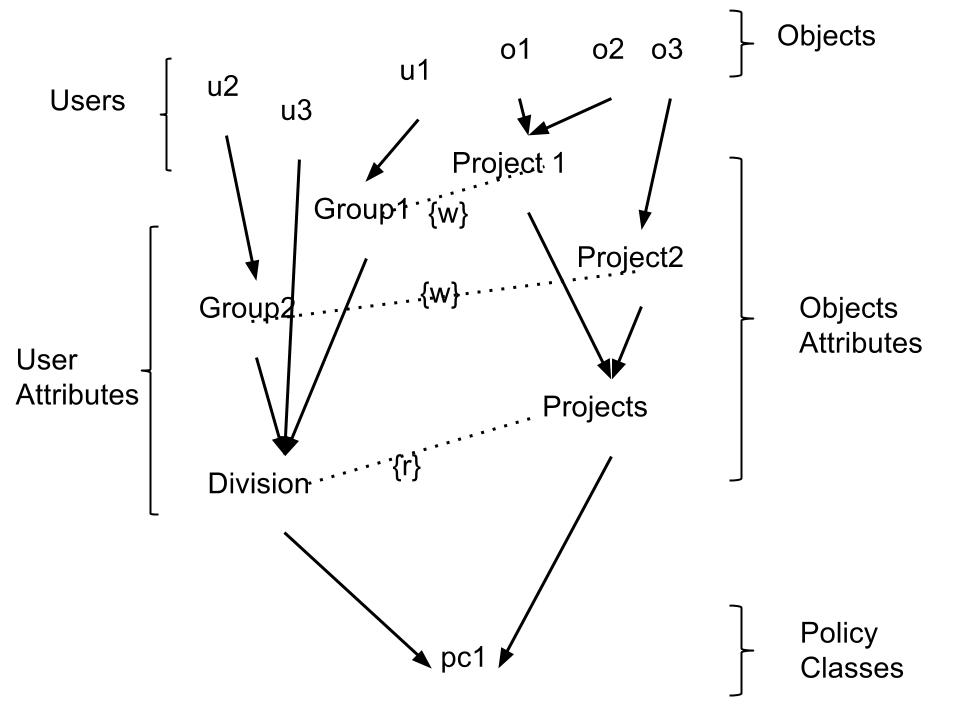 Objects
o1
o2
o3
u1
u2
Users
u3
Project 1
Group1
{w}
Project2
{w}
Group2
Objects
Attributes
User
Attributes
Projects
{r}
Division
Policy
Classes
pc1